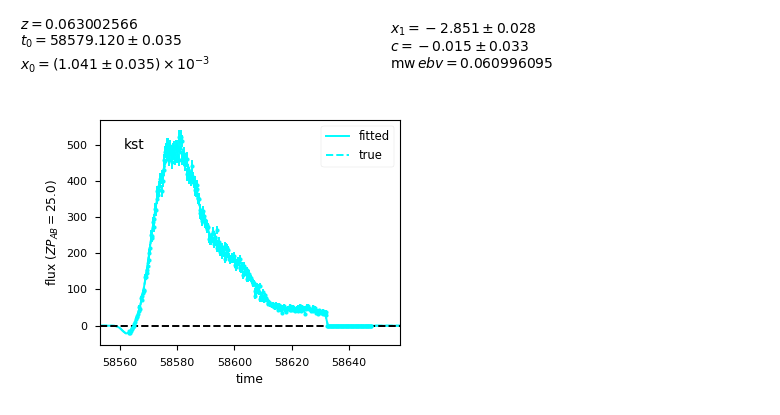 z = 0.063002566
t₀ = 58579.120 ± 0.035
x₀ = (1.041 ± 0.035) × 10⁻³
x₁ = −2.851 ± 0.028
c = −0.015 ± 0.033
mw ebv = 0.060996095
kst
fitted
true
500
400
300
200
100
0
flux (ZP_AB = 25.0)
58560 58580 58600 58620 58640
time